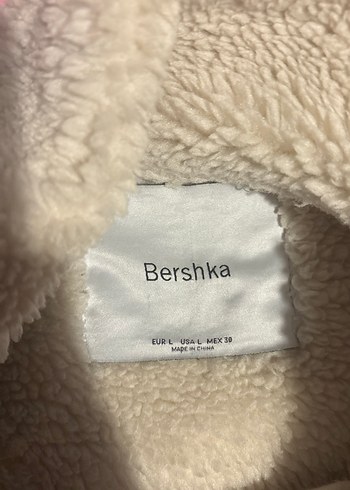 Bershka
EUR L USA L MEX 30
MADE IN CHINA